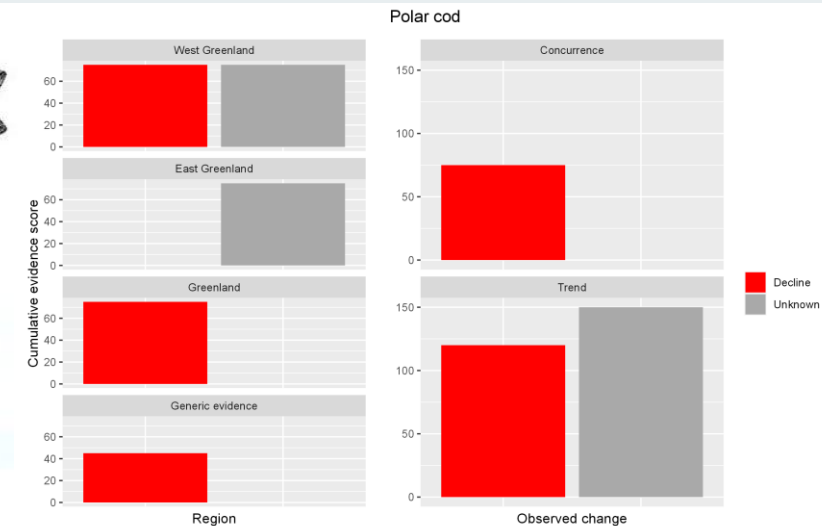 Polar cod
Cumulative evidence score
West Greenland
60
40
20
0
East Greenland
60
40
20
0
Greenland
60
40
20
0
Generic evidence
60
40
20
0
Region
Concurrence
150
100
50
0
Trend
150
100
50
0
Observed change
Decline
Unknown